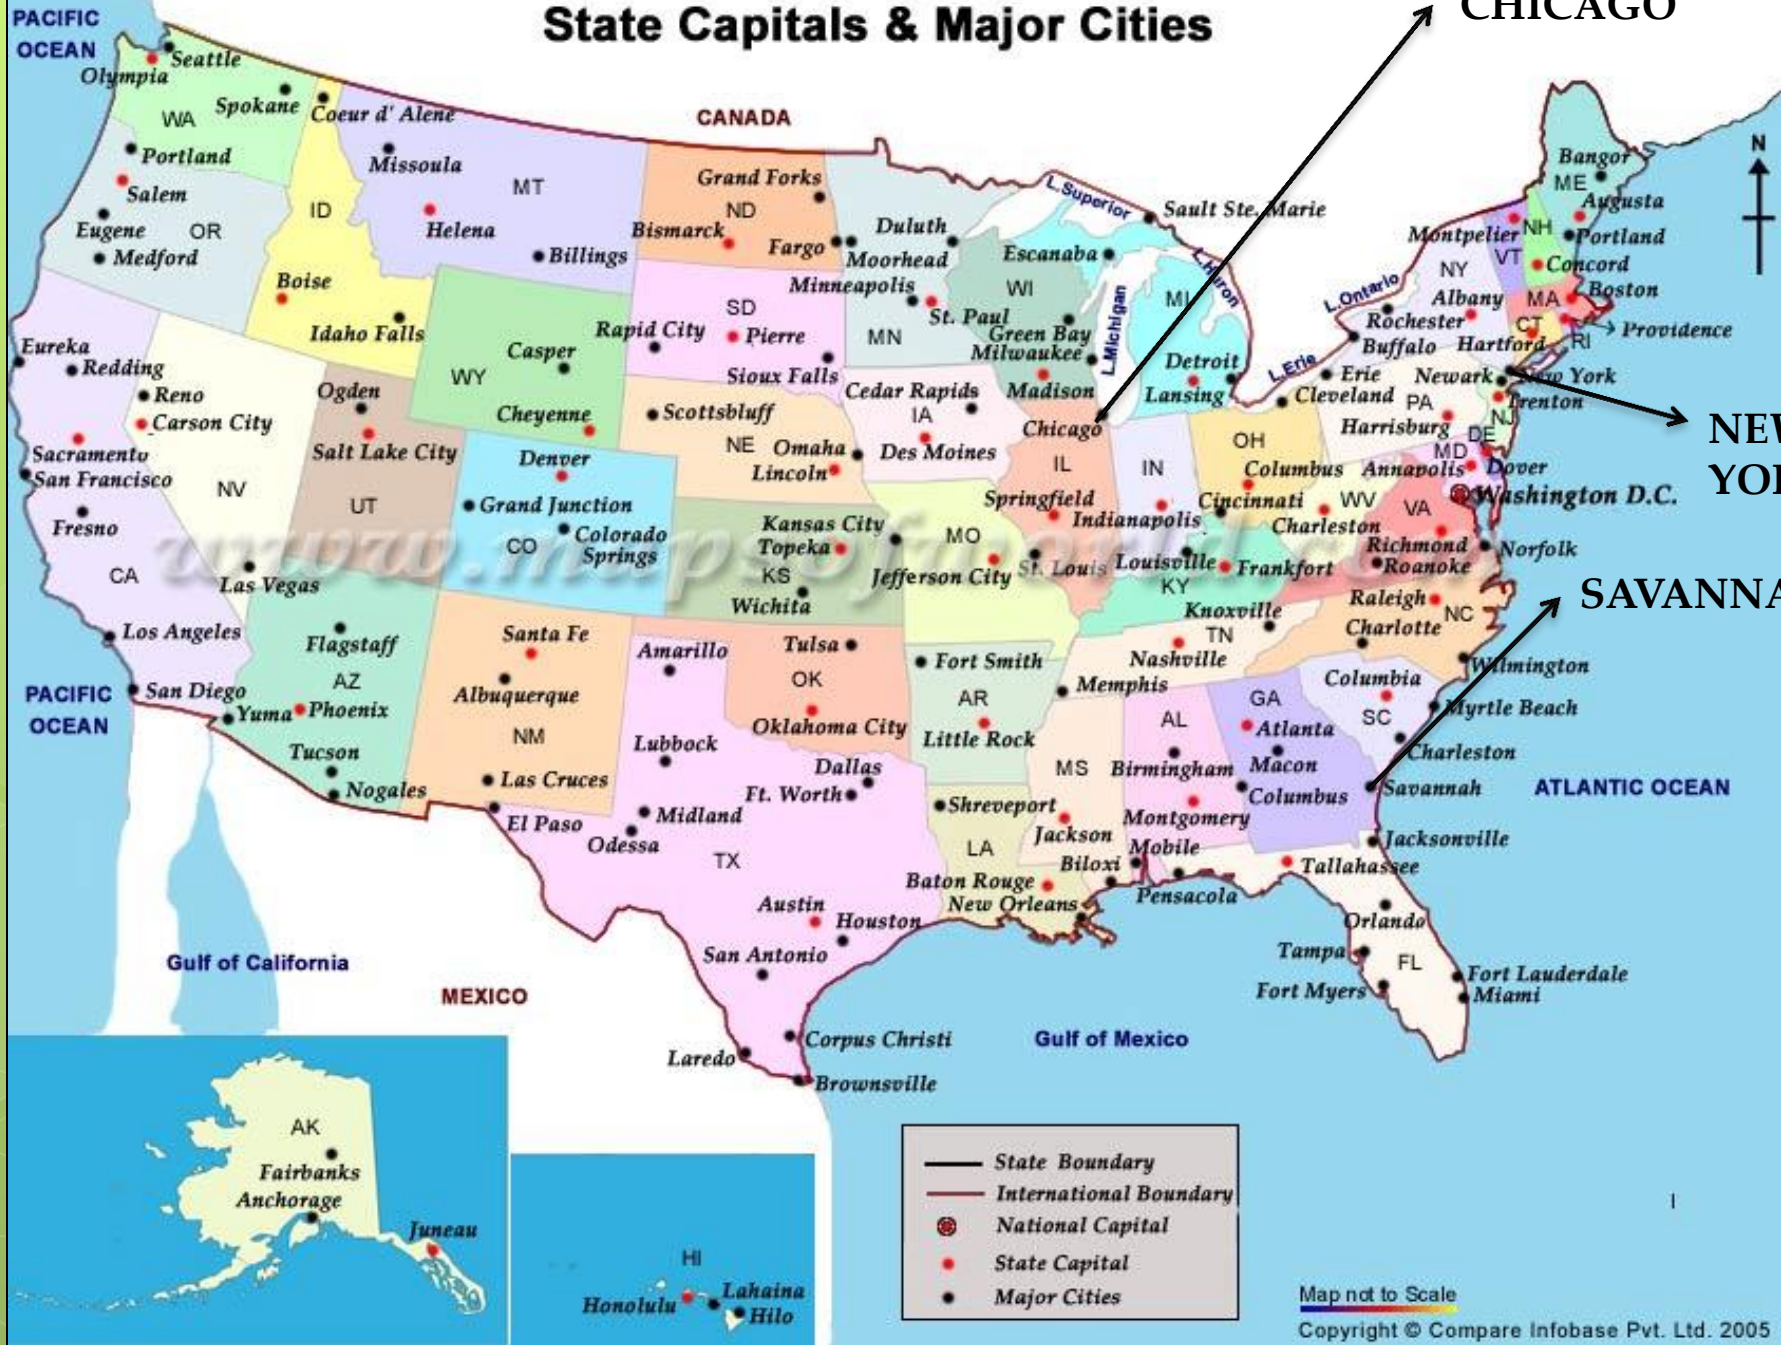 State Capitals & Major Cities
CHICAGO
PACIFIC
OCEAN
Seattle
Olympia
Spokane
Coeur d' Alene
WA
CANADA
Portland
Missoula
MT
Salem
ID
Helena
Eugene
OR
Medford
Billings
Boise
Idaho Falls
Grand Forks
ND
Bismarck
Fargo
Duluth
Moorhead
Minneapolis
St. Paul
MN
L.Superior
Sault Ste. Marie
Escanaba
WI
L.Huron
MI
L.Michigan
Green Bay
Milwaukee
Madison
Detroit
Lansing
SD
Rapid City
Pierre
Sioux Falls
Casper
WY
Cheyenne
Bangor
ME
Augusta
NH
Montpelier
Portland
VT
Concord
NY
L.Ontario
Albany
MA
Boston
Rochester
CT
Providence
Buffalo
Hartford
RI
L.Erie
Erie
Newark
New York
Cleveland
PA
Trenton
NJ
Harrisburg
DE
MD
Annapolis
Dover
Washington D.C.
N
NEW
Eureka
Redding
Reno
Carson City
Sacramento
San Francisco
NV
Fresno
CA
Las Vegas
Los Angeles
San Diego
Ogden
Salt Lake City
UT
Denver
Grand Junction
CO
Colorado
Springs
Scottsbluff
NE
Omaha
Lincoln
Cedar Rapids
IA
Des Moines
Chicago
IL
Springfield
IN
Indianapolis
OH
Columbus
Cincinnati
WV
Charleston
VA
Richmond
Roanoke
Norfolk
Kansas City
Topeka
KS
Wichita
MO
Jefferson City
St. Louis
Louisville
Frankfort
KY
Knoxville
TN
Nashville
Memphis
Raleigh
NC
Charlotte
Wilmington
Columbia
SC
Myrtle Beach
Charleston
SAVANNA
Flagstaff
AZ
Yuma
Phoenix
Tucson
Nogales
PACIFIC
OCEAN
Santa Fe
Albuquerque
NM
Las Cruces
El Paso
Amarillo
Tulsa
OK
Oklahoma City
Lubbock
Dallas
Ft. Worth
Midland
Odessa
TX
Austin
Houston
San Antonio
Corpus Christi
Laredo
Brownsville
Fort Smith
AR
Little Rock
Shreveport
LA
Baton Rouge
New Orleans
MS
Jackson
Biloxi
AL
Birmingham
Montgomery
Mobile
GA
Atlanta
Macon
Columbus
Savannah
Jacksonville
Tallahassee
Pensacola
Orlando
Tampa
FL
Fort Myers
Fort Lauderdale
Miami
ATLANTIC OCEAN
Gulf of California
MEXICO
Gulf of Mexico
AK
Fairbanks
Anchorage
Juneau
HI
Honolulu
Lahaina
Hilo
State Boundary
International Boundary
National Capital
State Capital
Major Cities
Map not to Scale
Copyright © Compare Infobase Pvt. Ltd. 2005